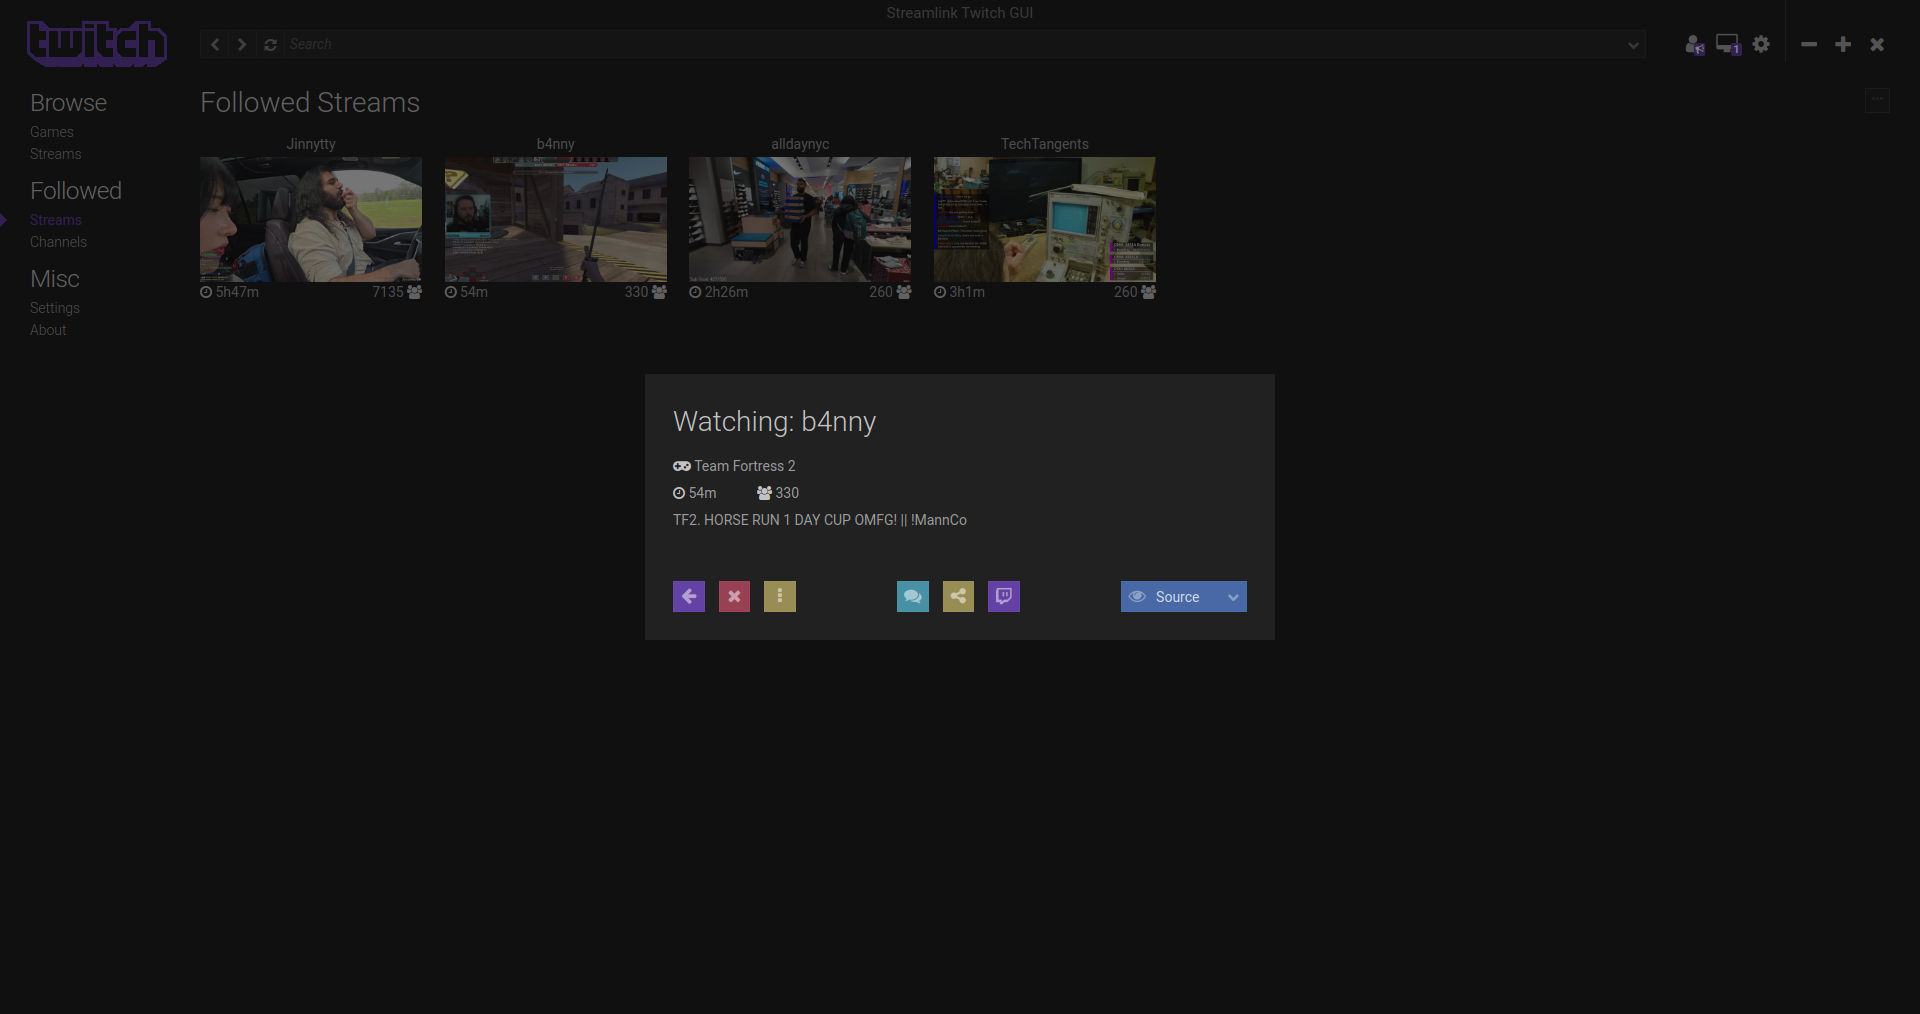 Streamlink Twitch GUI
twitch
Search
1
Browse
Games
Streams
Followed
Streams
Channels
Misc
Settings
About
Followed Streams
Jinnytty
b4nny
alldaynyc
TechTangents
5h47m 7135
54m 330
2h26m 260
3h1m 260
Watching: b4nny
Team Fortress 2
54m 330
TF2. HORSE RUN 1 DAY CUP OMFG! || !MannCo
Source